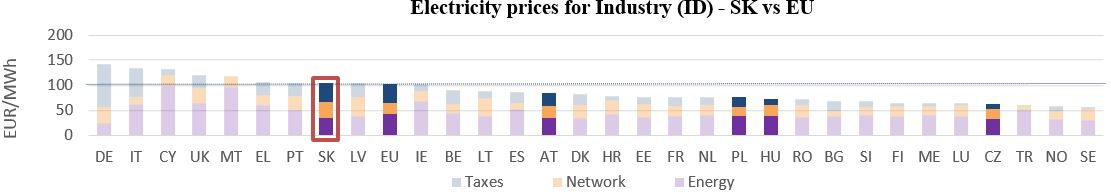 Electricity prices for Industry (ID) - SK vs EU
EUR/MWh
200
150
100
50
0
DE IT CY UK MT EL PT SK LV EU IE BE LT ES AT DK HR EE FR NL PL HU RO BG SI FI ME LU CZ TR NO SE
Taxes Network Energy